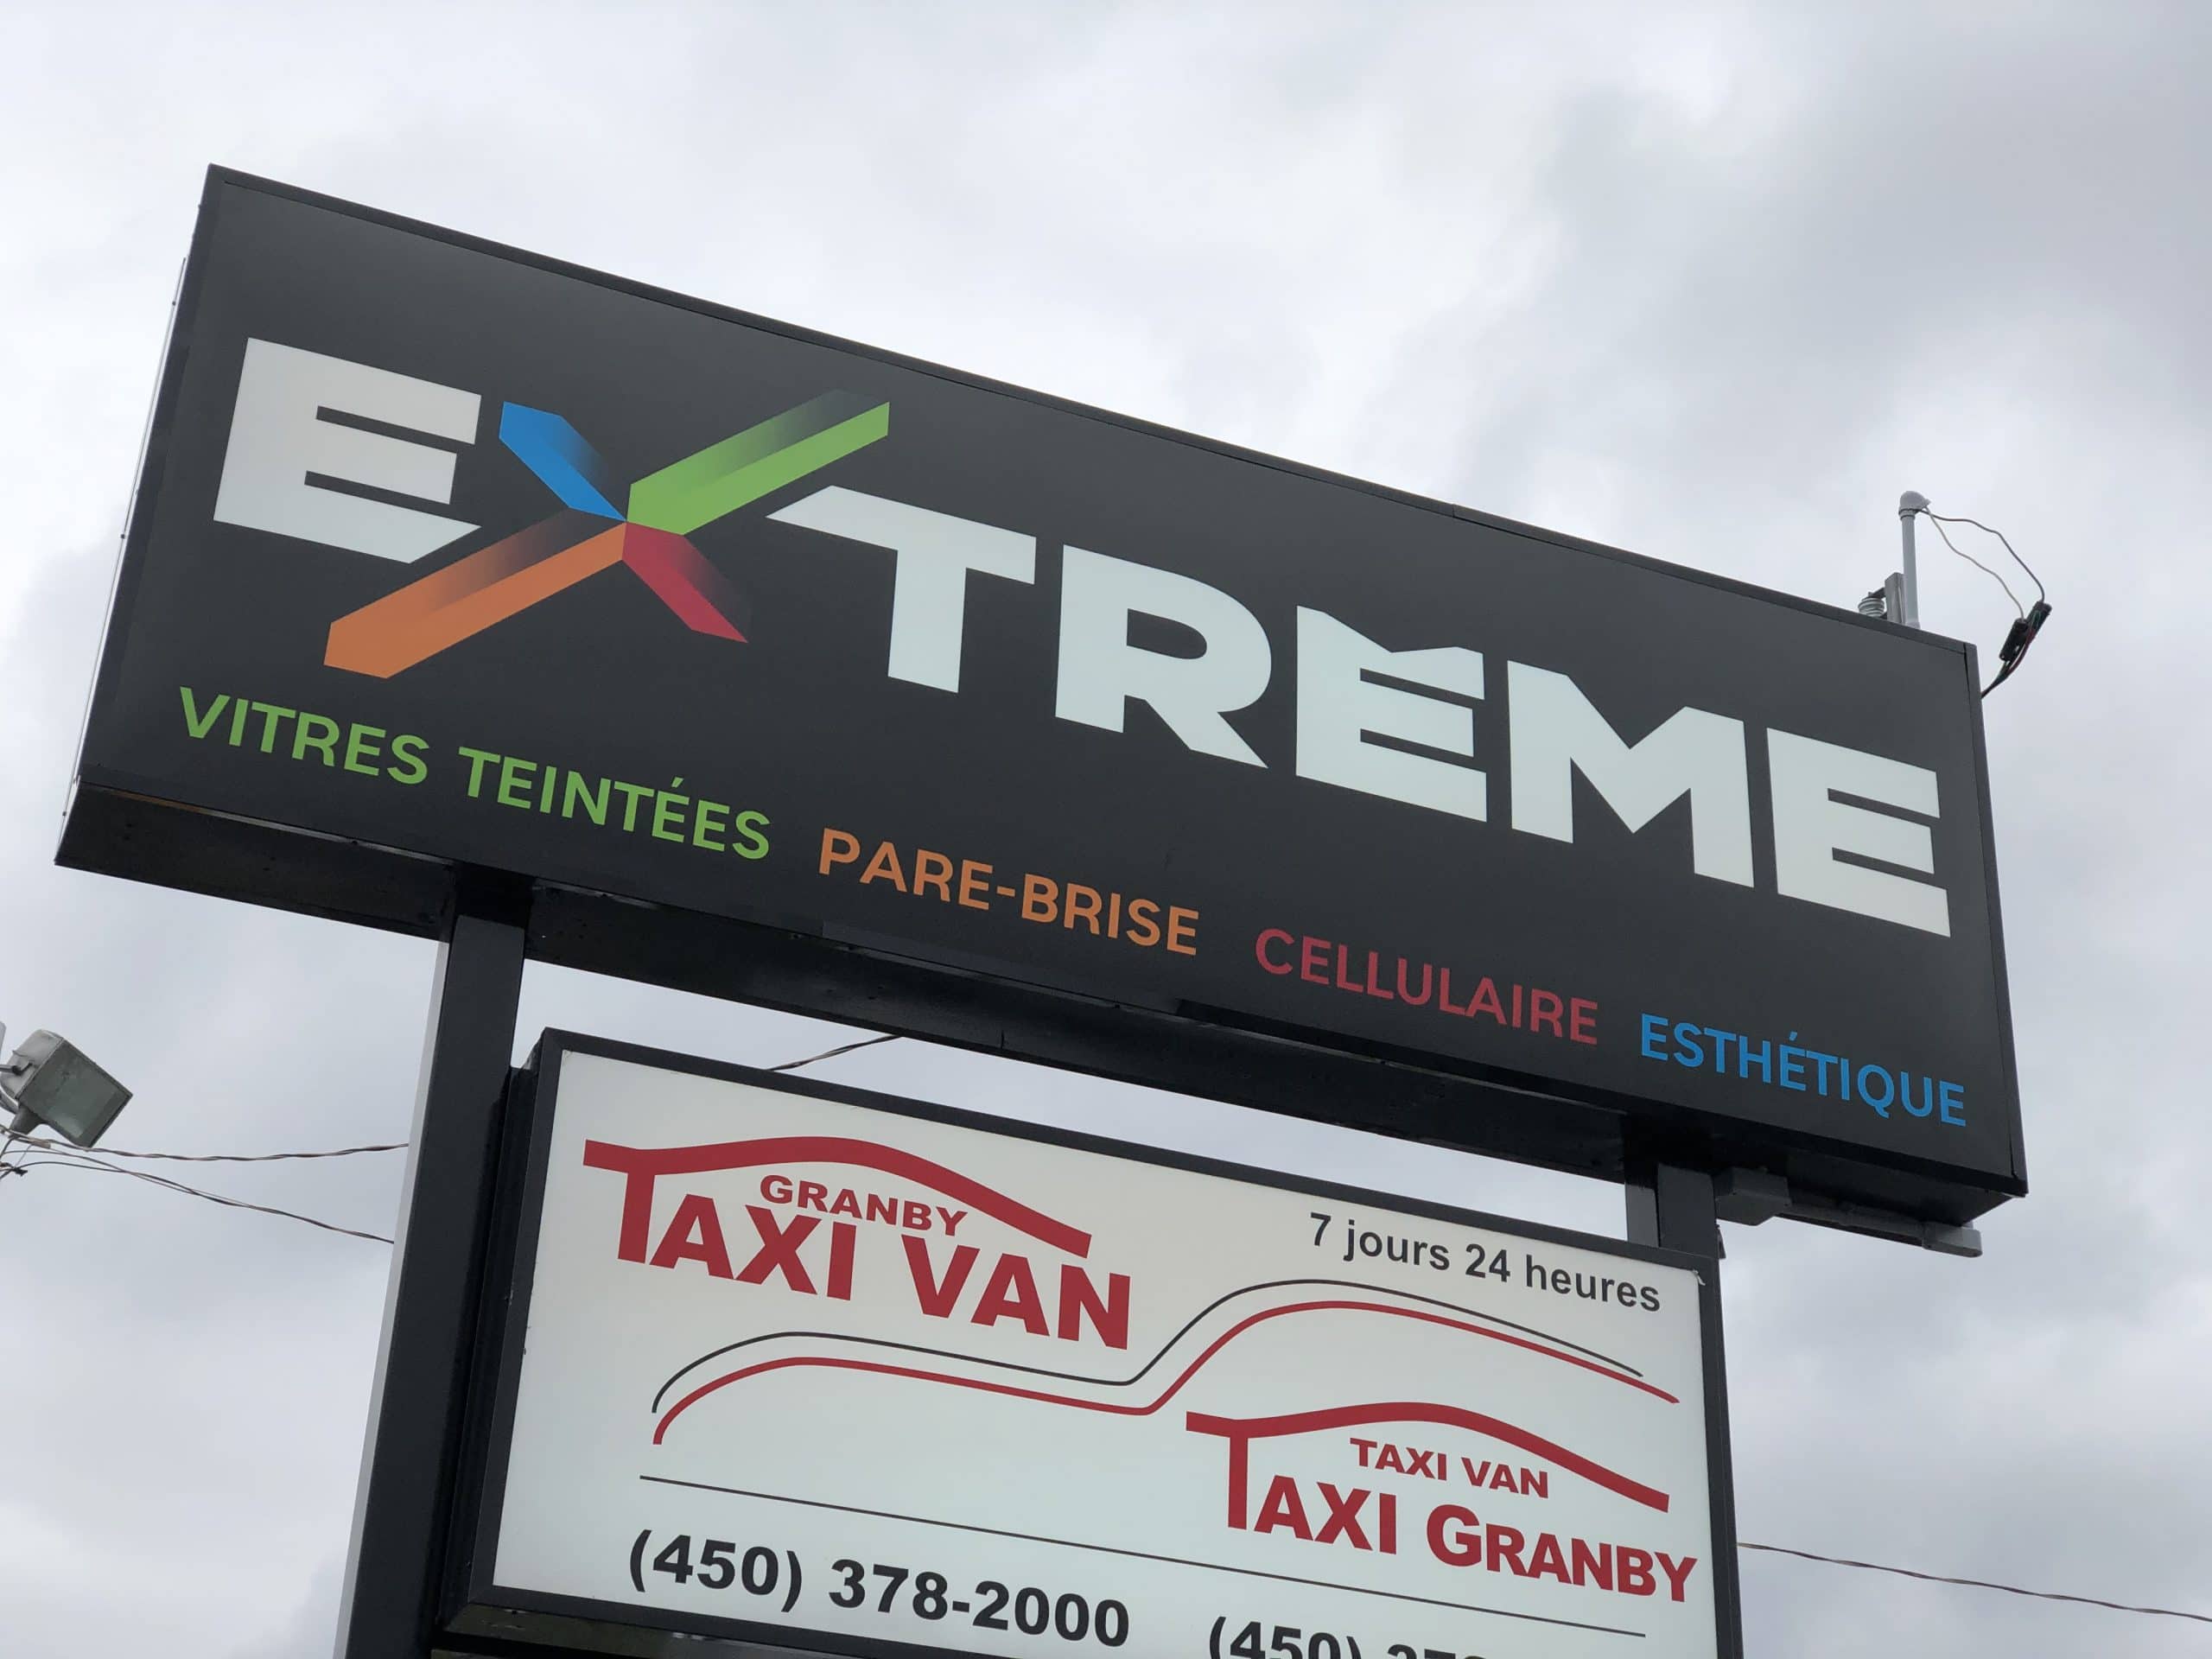 EXTRÊME
VITRES TEINTÉES PARE-BRISE CELLULAIRE ESTHÉTIQUE
GRANBY
TAXI VAN
7 jours 24 heures
TAXI VAN
TAXI GRANBY
(450) 378-2000 (450)